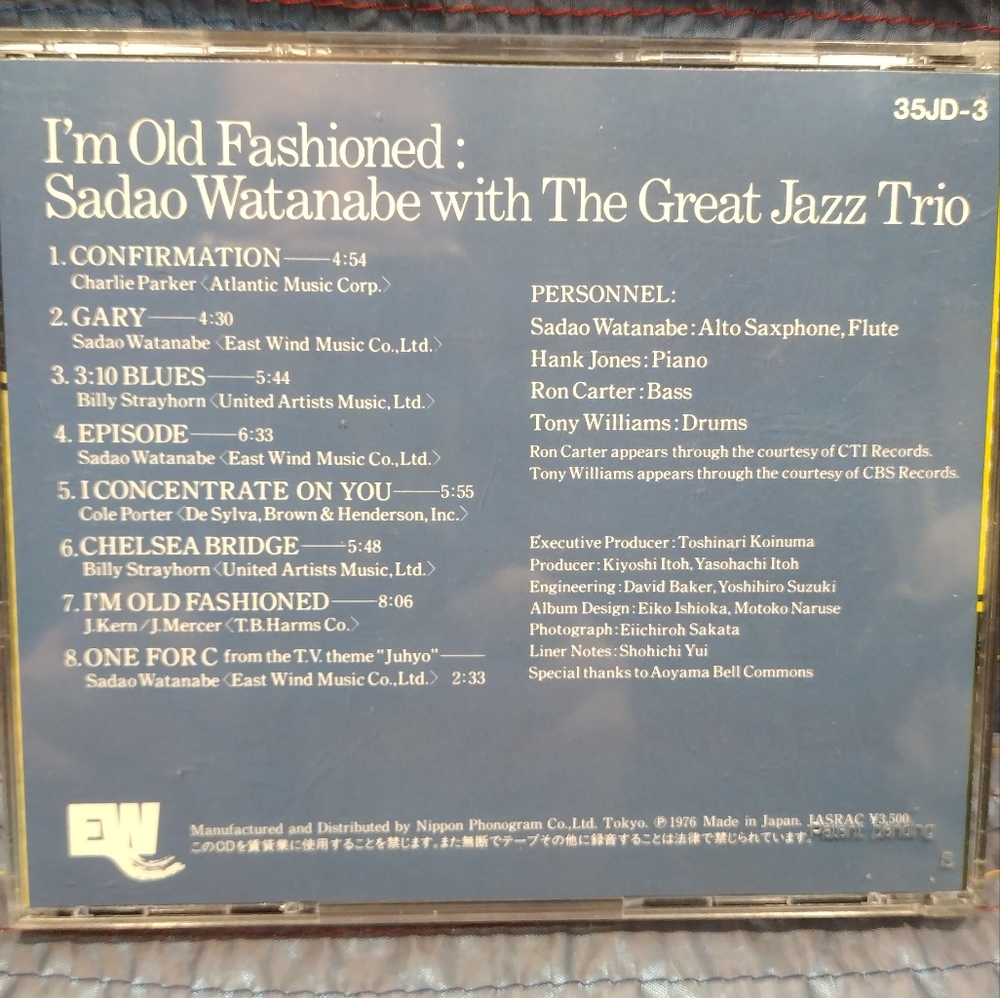 35JD-3
I'm Old Fashioned :
Sadao Watanabe with The Great Jazz Trio
1. CONFIRMATION——4:54
Charlie Parker〈Atlantic Music Corp.〉
2. GARY——4:30
Sadao Watanabe〈East Wind Music Co.,Ltd.〉
3. 3:10 BLUES——5:44
Billy Strayhorn〈United Artists Music, Ltd.〉
4. EPISODE——6:33
Sadao Watanabe〈East Wind Music Co.,Ltd.〉
5. I CONCENTRATE ON YOU——5:55
Cole Porter〈De Sylva, Brown & Henderson, Inc.〉
6. CHELSEA BRIDGE——5:48
Billy Strayhorn〈United Artists Music, Ltd.〉
7. I'M OLD FASHIONED——8:06
J.Kern/J.Mercer〈T.B.Harms Co.〉
8. ONE FOR C from the T.V. theme "Juhyo"——
Sadao Watanabe〈East Wind Music Co.,Ltd.〉 2:33
PERSONNEL:
Sadao Watanabe:Alto Saxphone, Flute
Hank Jones:Piano
Ron Carter:Bass
Tony Williams:Drums
Ron Carter appears through the courtesy of CTI Records.
Tony Williams appears through the courtesy of CBS Records.
Executive Producer:Toshinari Koinuma
Producer:Kiyoshi Itoh, Yasohachi Itoh
Engineering:David Baker, Yoshihiro Suzuki
Album Design:Eiko Ishioka, Motoko Naruse
Photograph:Eiichiroh Sakata
Liner Notes:Shohichi Yui
Special thanks to Aoyama Bell Commons
EW
Manufactured and Distributed by Nippon Phonogram Co.,Ltd. Tokyo. Ⓟ1976 Made in Japan. JASRAC ¥3,500
このCDを賃貸業に使用することを禁じます。また無断でテープその他に録音することは法律で禁じられています。
Patent pending
S